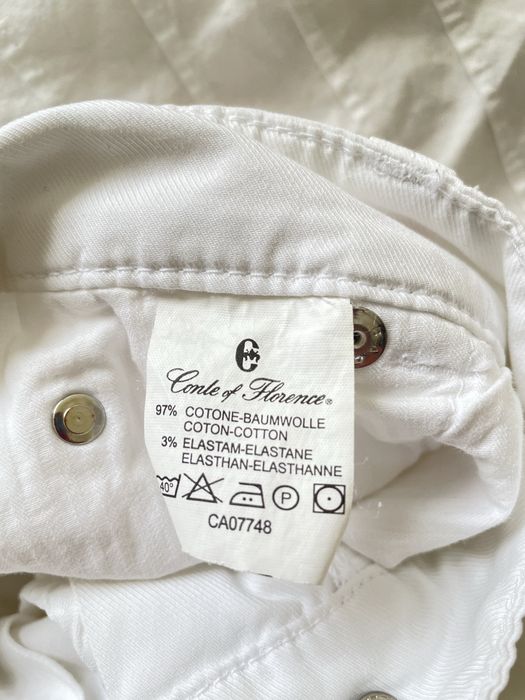 C
Conte of Florence®
97% COTONE-BAUMWOLLE
COTON-COTTON
3% ELASTAM-ELASTANE
ELASTHAN-ELASTHANNE
40° P
CA07748